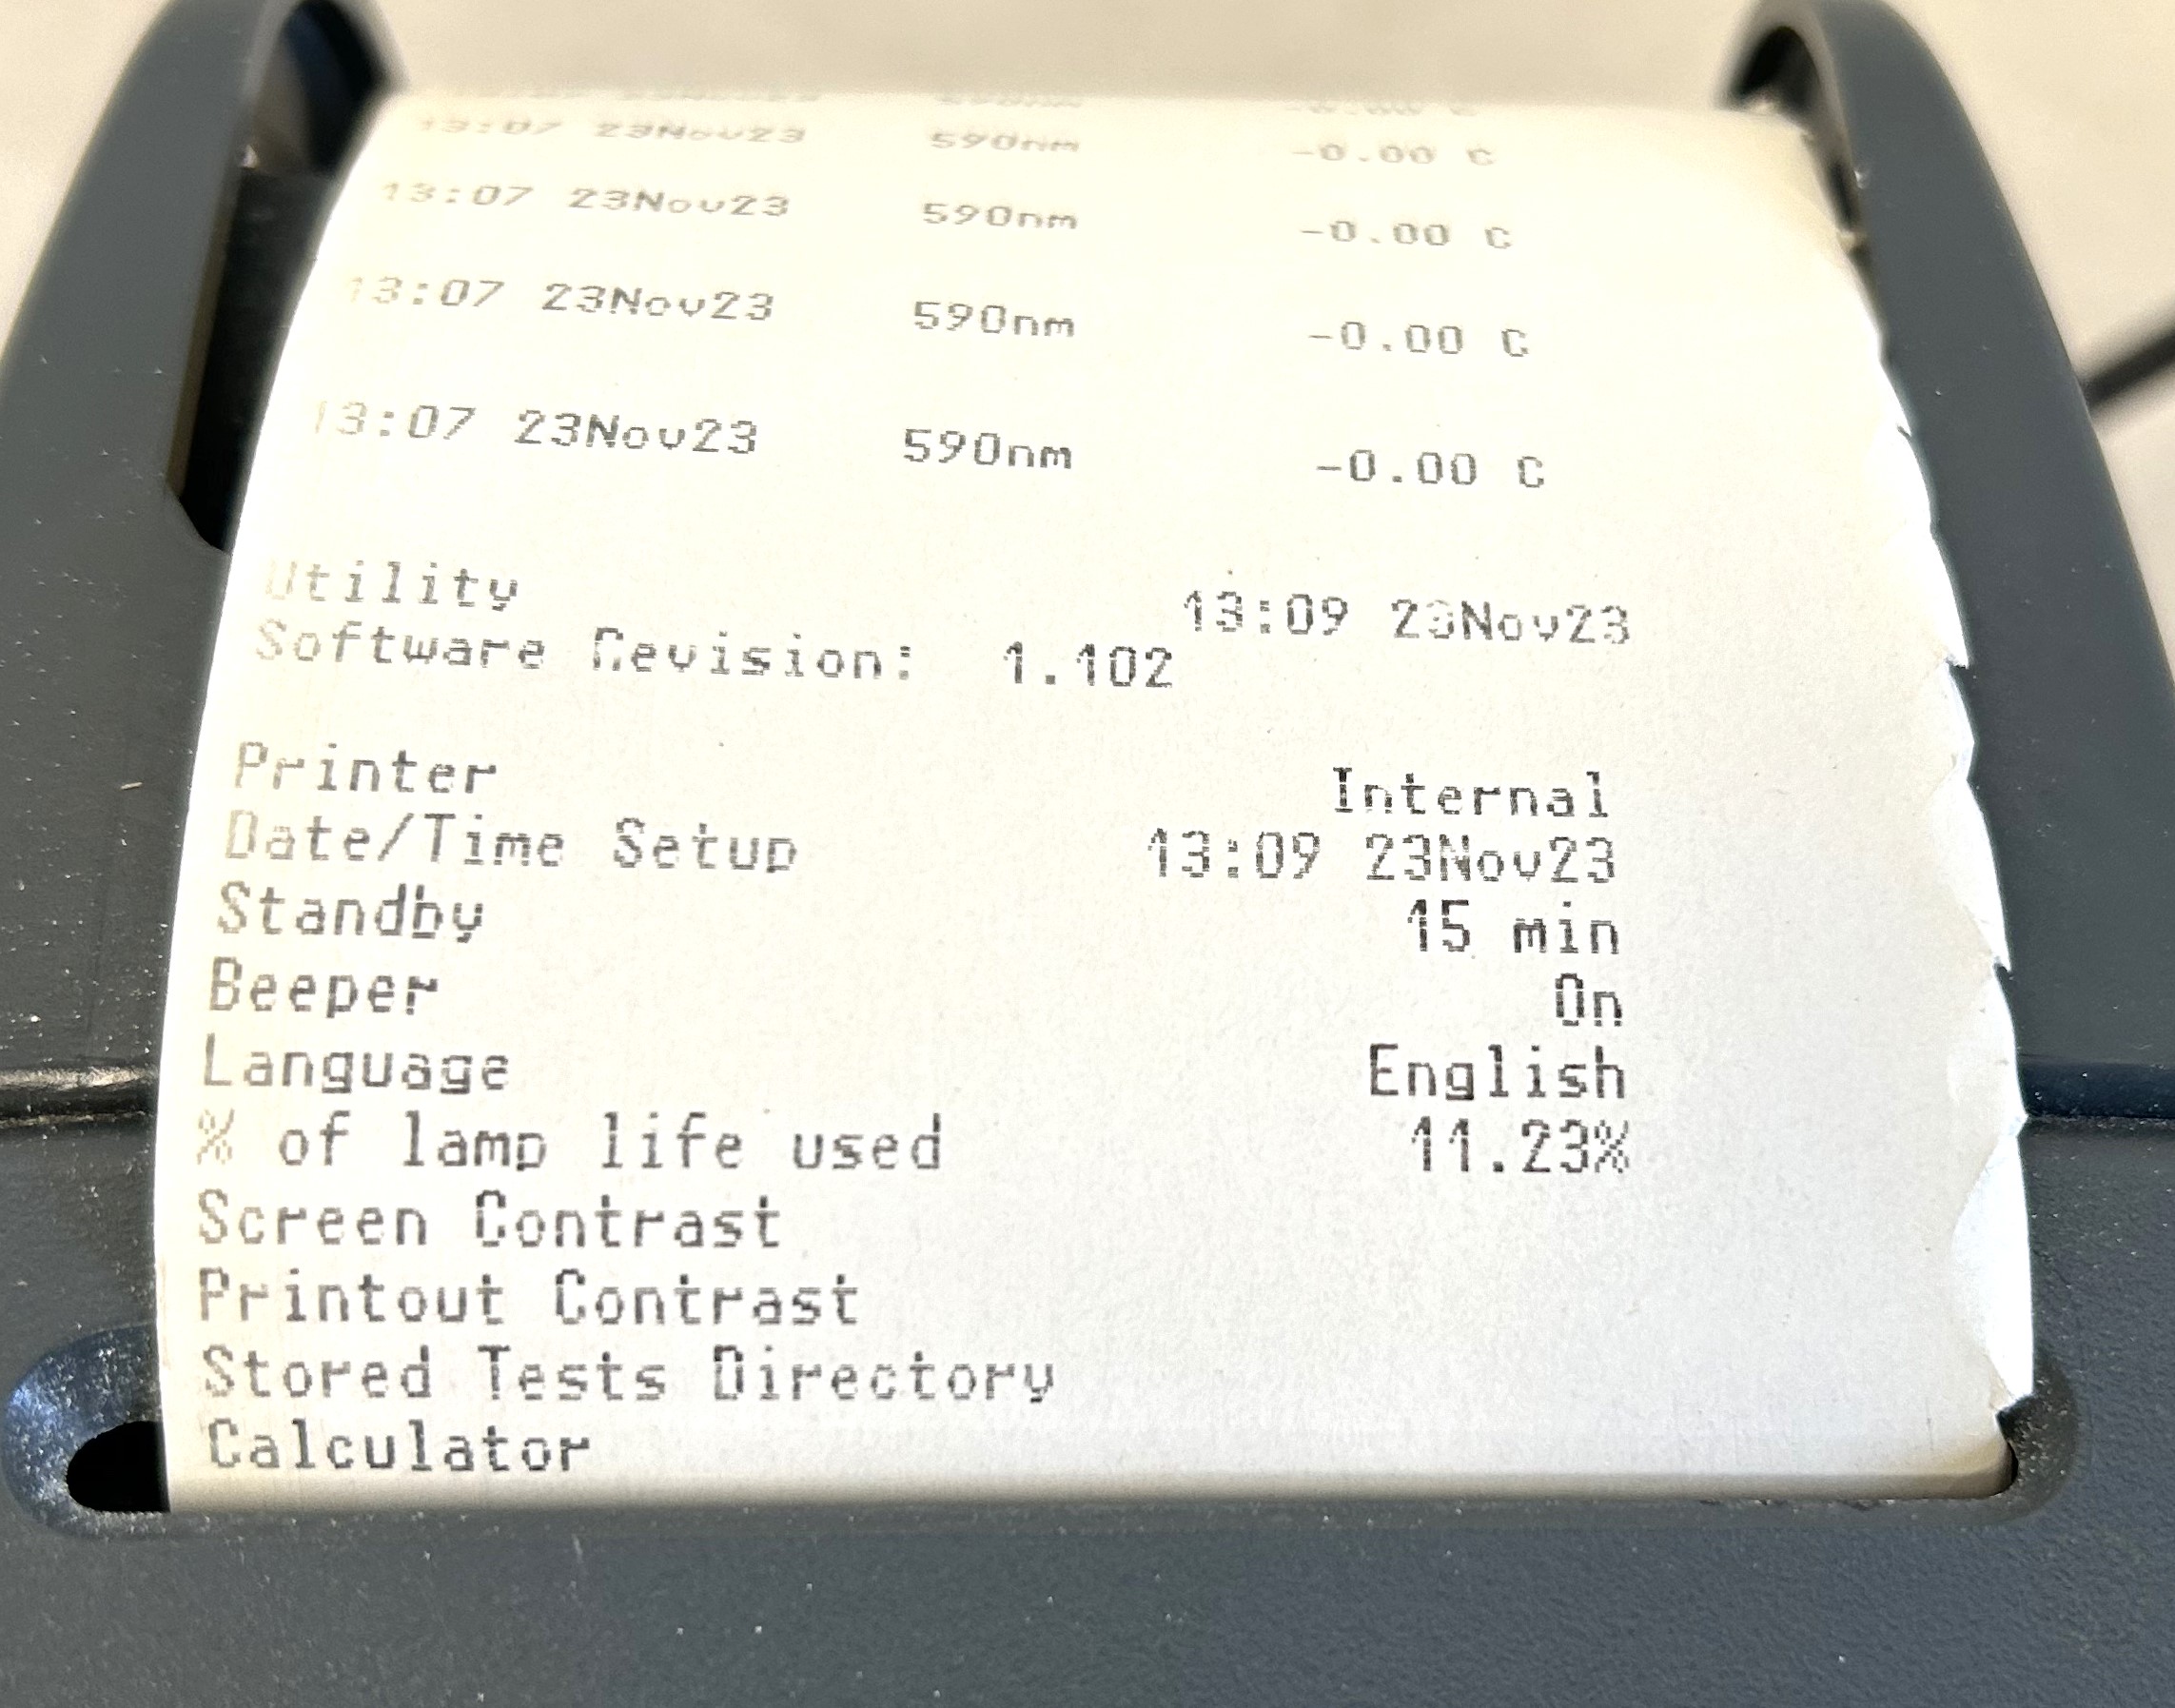 13:07 23Nov23 590nm -0.00 C
13:07 23Nov23 590nm -0.00 C
13:07 23Nov23 590nm -0.00 C
13:07 23Nov23 590nm -0.00 C
Utility 13:09 23Nov23
Software Revision: 1.102
Printer Internal
Date/Time Setup 13:09 23Nov23
Standby 15 min
Beeper On
Language English
% of lamp life used 11.23%
Screen Contrast
Printout Contrast
Stored Tests Directory
Calculator